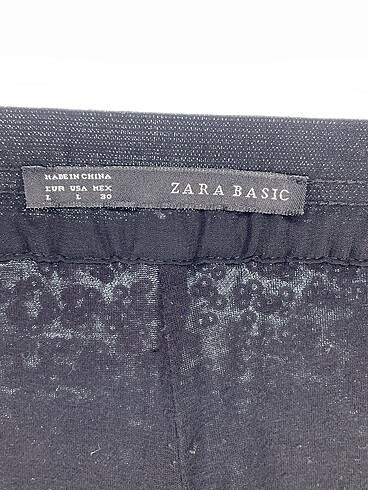 MADE IN CHINA
EUR USA MEX
L L 30
ZARA BASIC